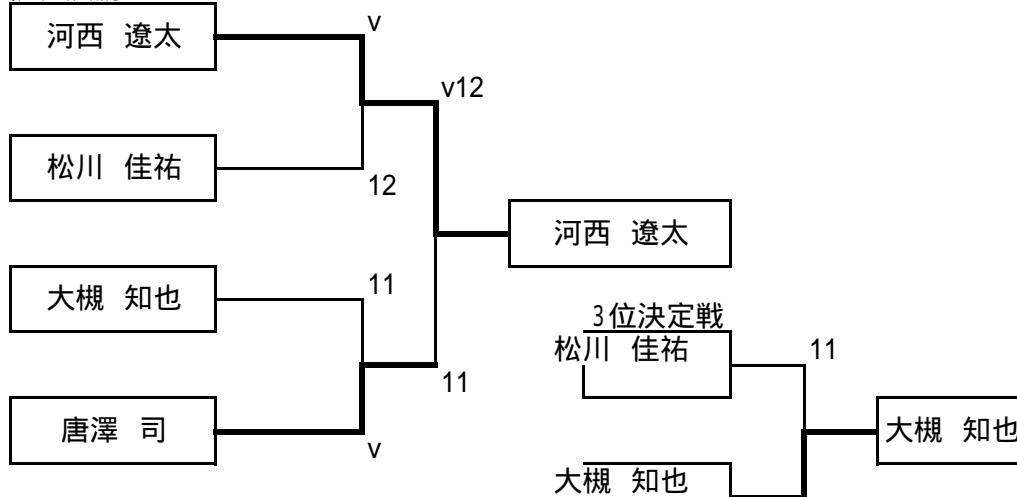 河西 遼太
v
v12
松川 佳祐
12
河西 遼太
大槻 知也
11
3位決定戦
松川 佳祐
11
11
唐澤 司
v
大槻 知也
大槻 知也